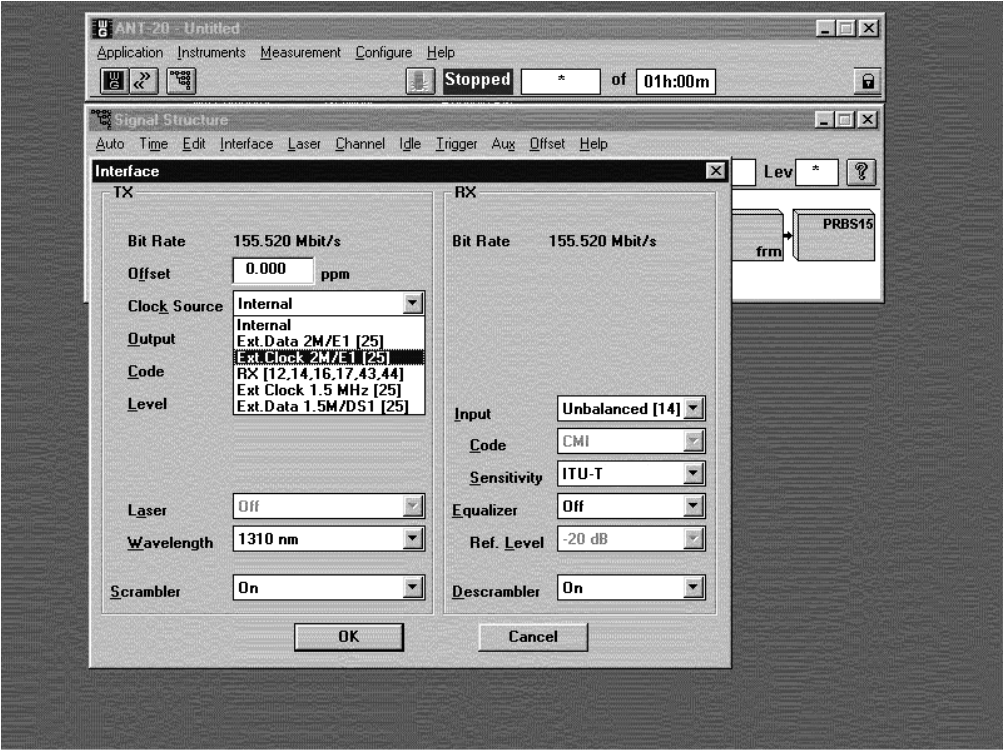 ANT-20 - Untitled
Application Instruments Measurement Configure Help
WG
Stopped * of 01h:00m
Signal Structure
Auto Time Edit Interface Laser Channel Idle Trigger Aux Offset Help
Interface
Lev *
TX
RX
PRBS15
frm
Bit Rate 155.520 Mbit/s
Bit Rate 155.520 Mbit/s
Offset 0.000 ppm
Clock Source Internal
Internal
Output
Ext.Data 2M/E1 [25]
Ext.Clock 2M/E1 [25]
Code
RX [12,14,16,17,43,44]
Ext Clock 1.5 MHz [25]
Level
Ext.Data 1.5M/DS1 [25]
Input Unbalanced [14]
Code CMI
Sensitivity ITU-T
Laser Off
Equalizer Off
Wavelength 1310 nm
Ref. Level -20 dB
Scrambler On
Descrambler On
OK Cancel